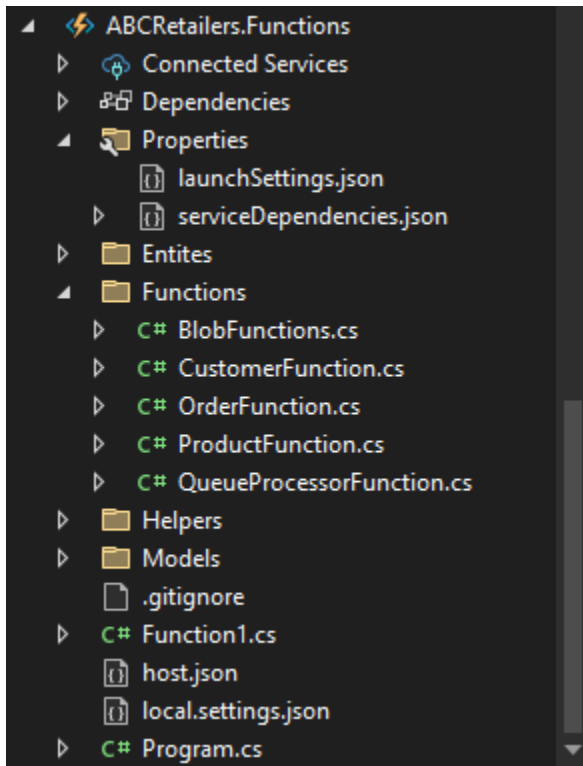 ABCRetailers.Functions
Connected Services
Dependencies
Properties
launchSettings.json
serviceDependencies.json
Entites
Functions
C# BlobFunctions.cs
C# CustomerFunction.cs
C# OrderFunction.cs
C# ProductFunction.cs
C# QueueProcessorFunction.cs
Helpers
Models
.gitignore
C# Function1.cs
host.json
local.settings.json
C# Program.cs